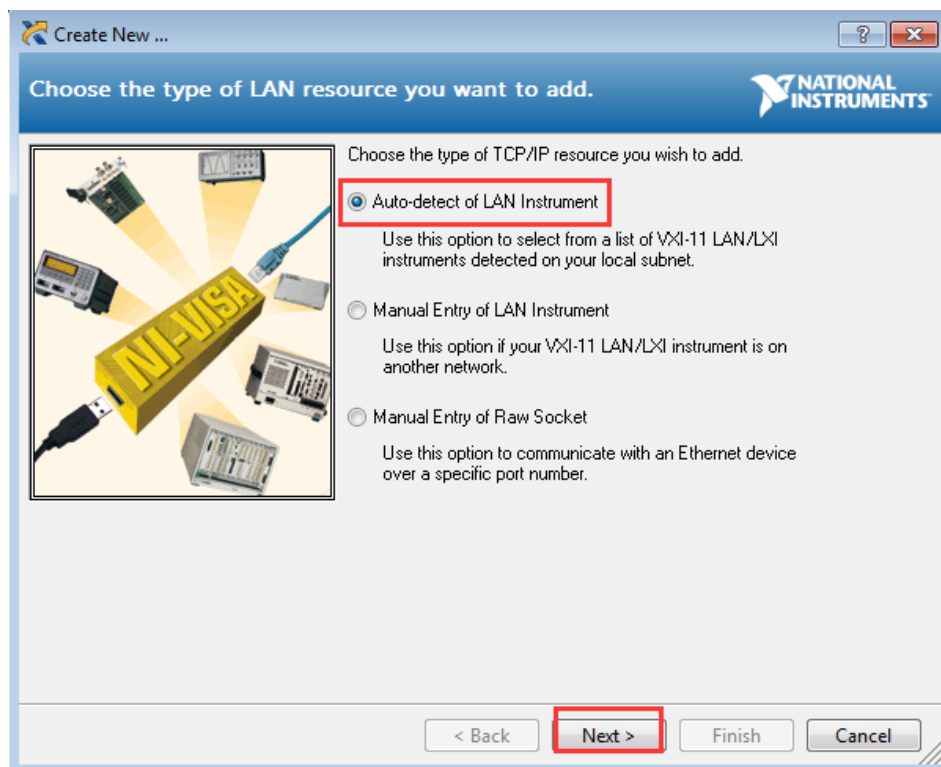 Create New ...
Choose the type of LAN resource you want to add.
NATIONAL
INSTRUMENTS
Choose the type of TCP/IP resource you wish to add.
Auto-detect of LAN Instrument
Use this option to select from a list of VXI-11 LAN/LXI
instruments detected on your local subnet.
Manual Entry of LAN Instrument
Use this option if your VXI-11 LAN/LXI instrument is on
another network.
Manual Entry of Raw Socket
Use this option to communicate with an Ethernet device
over a specific port number.
NI-VISA
< Back
Next >
Finish
Cancel